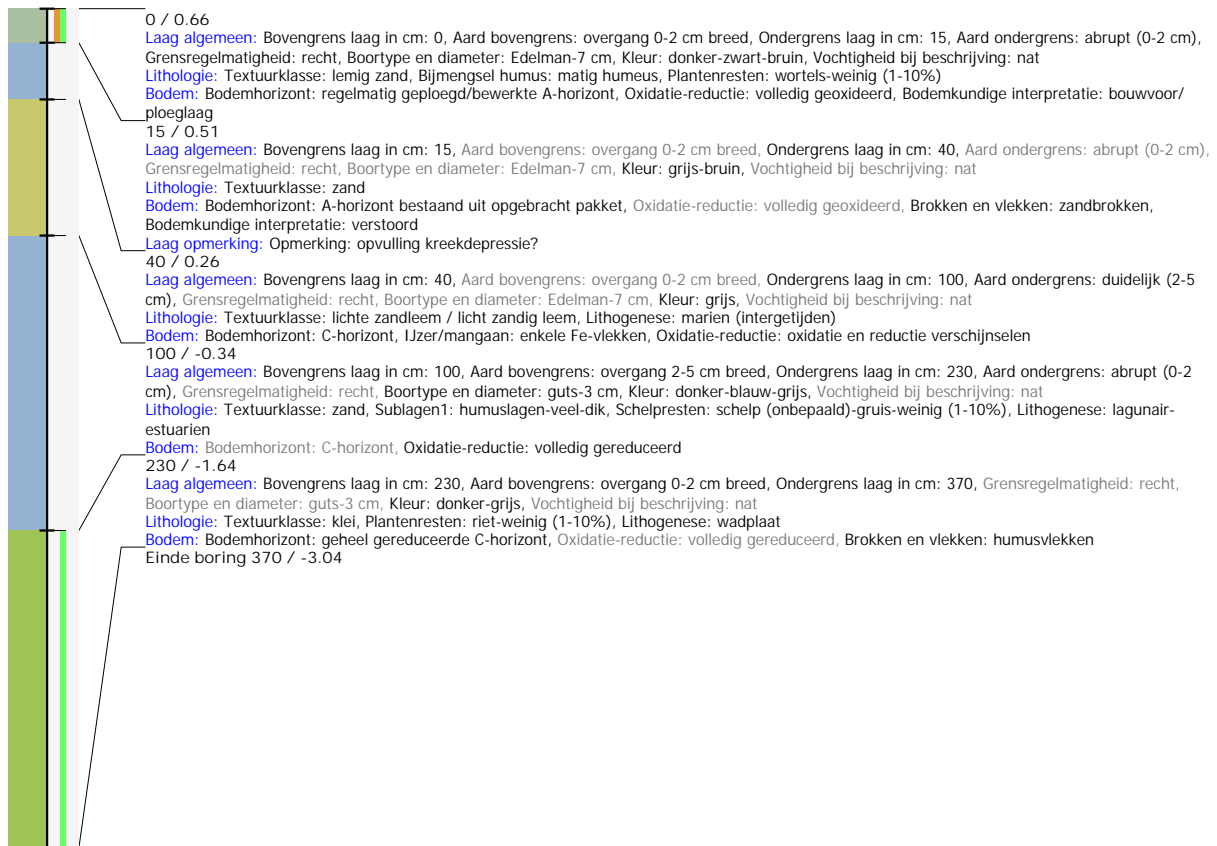 0 / 0.66
Laag algemeen: Bovengrens laag in cm: 0, Aard bovengrens: overgang 0-2 cm breed, Ondergrens laag in cm: 15, Aard ondergrens: abrupt (0-2 cm),
Grensregelmatigheid: recht, Boortype en diameter: Edelman-7 cm, Kleur: donker-zwart-bruin, Vochtigheid bij beschrijving: nat
Lithologie: Textuurklasse: lemig zand, Bijmengsel humus: matig humeus, Plantenresten: wortels-weinig (1-10%)
Bodem: Bodemhorizont: regelmatig geploegd/bewerkte A-horizont, Oxidatie-reductie: volledig geoxideerd, Bodemkundige interpretatie: bouwvoor/
ploeglaag
15 / 0.51
Laag algemeen: Bovengrens laag in cm: 15, Aard bovengrens: overgang 0-2 cm breed, Ondergrens laag in cm: 40, Aard ondergrens: abrupt (0-2 cm),
Grensregelmatigheid: recht, Boortype en diameter: Edelman-7 cm, Kleur: grijs-bruin, Vochtigheid bij beschrijving: nat
Lithologie: Textuurklasse: zand
Bodem: Bodemhorizont: A-horizont bestaand uit opgebracht pakket, Oxidatie-reductie: volledig geoxideerd, Brokken en vlekken: zandbrokken,
Bodemkundige interpretatie: verstoord
Laag opmerking: Opmerking: opvulling kreekdepressie?
40 / 0.26
Laag algemeen: Bovengrens laag in cm: 40, Aard bovengrens: overgang 0-2 cm breed, Ondergrens laag in cm: 100, Aard ondergrens: duidelijk (2-5
cm), Grensregelmatigheid: recht, Boortype en diameter: Edelman-7 cm, Kleur: grijs, Vochtigheid bij beschrijving: nat
Lithologie: Textuurklasse: lichte zandleem / licht zandig leem, Lithogenese: marien (intergetijden)
Bodem: Bodemhorizont: C-horizont, IJzer/mangaan: enkele Fe-vlekken, Oxidatie-reductie: oxidatie en reductie verschijnselen
100 / -0.34
Laag algemeen: Bovengrens laag in cm: 100, Aard bovengrens: overgang 2-5 cm breed, Ondergrens laag in cm: 230, Aard ondergrens: abrupt (0-2
cm), Grensregelmatigheid: recht, Boortype en diameter: guts-3 cm, Kleur: donker-blauw-grijs, Vochtigheid bij beschrijving: nat
Lithologie: Textuurklasse: zand, Sublagen1: humuslagen-veel-dik, Schelpresten: schelp (onbepaald)-gruis-weinig (1-10%), Lithogenese: lagunair-
estuarien
Bodem: Bodemhorizont: C-horizont, Oxidatie-reductie: volledig gereduceerd
230 / -1.64
Laag algemeen: Bovengrens laag in cm: 230, Aard bovengrens: overgang 0-2 cm breed, Ondergrens laag in cm: 370, Grensregelmatigheid: recht,
Boortype en diameter: guts-3 cm, Kleur: donker-grijs, Vochtigheid bij beschrijving: nat
Lithologie: Textuurklasse: klei, Plantenresten: riet-weinig (1-10%), Lithogenese: wadplaat
Bodem: Bodemhorizont: geheel gereduceerde C-horizont, Oxidatie-reductie: volledig gereduceerd, Brokken en vlekken: humusvlekken
Einde boring 370 / -3.04